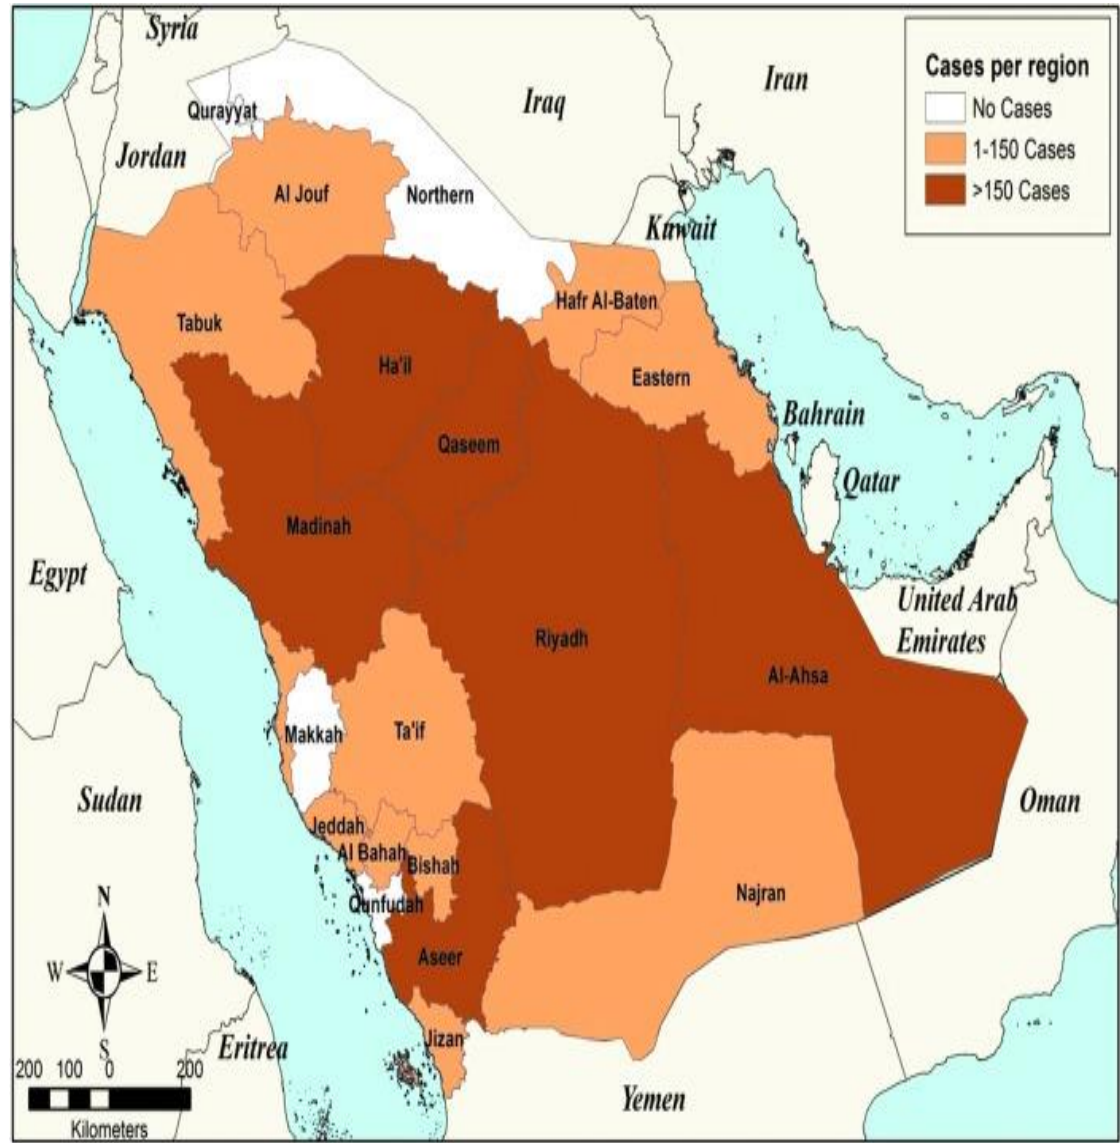 Syria
Iraq
Iran
Cases per region
No Cases
1-150 Cases
>150 Cases
Qurayyat
Jordan
Al Jouf
Northern
Kuwait
Hafr Al-Baten
Tabuk
Ha'il
Eastern
Bahrain
Qaseem
Qatar
Madinah
Egypt
United Arab
Emirates
Riyadh
Al-Ahsa
Makkah
Ta'if
Sudan
Oman
Jeddah
Al Bahah
Bishah
Najran
Qunfudah
Aseer
N
W
E
S
Jizan
Eritrea
Yemen
200 100 0 200
Kilometers